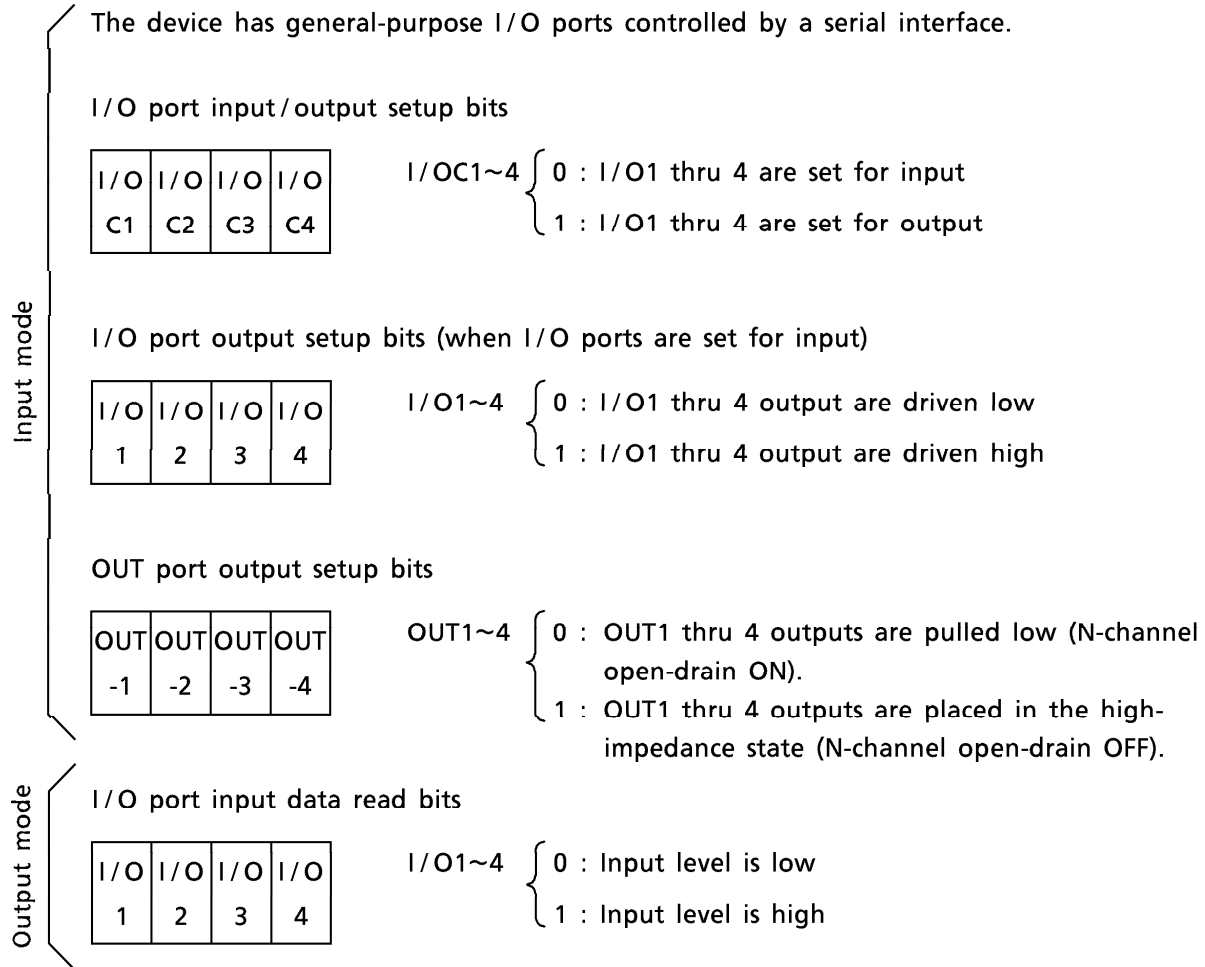 The device has general-purpose I/O ports controlled by a serial interface.
I/O port input/output setup bits
I/O C1 I/O C2 I/O C3 I/O C4
I/OC1~4
0 : I/O1 thru 4 are set for input
1 : I/O1 thru 4 are set for output
Input mode
I/O port output setup bits (when I/O ports are set for input)
I/O 1 I/O 2 I/O 3 I/O 4
I/O1~4
0 : I/O1 thru 4 output are driven low
1 : I/O1 thru 4 output are driven high
OUT port output setup bits
OUT -1 OUT -2 OUT -3 OUT -4
OUT1~4
0 : OUT1 thru 4 outputs are pulled low (N-channel
open-drain ON).
1 : OUT1 thru 4 outputs are placed in the high-
impedance state (N-channel open-drain OFF).
Output mode
I/O port input data read bits
I/O 1 I/O 2 I/O 3 I/O 4
I/O1~4
0 : Input level is low
1 : Input level is high